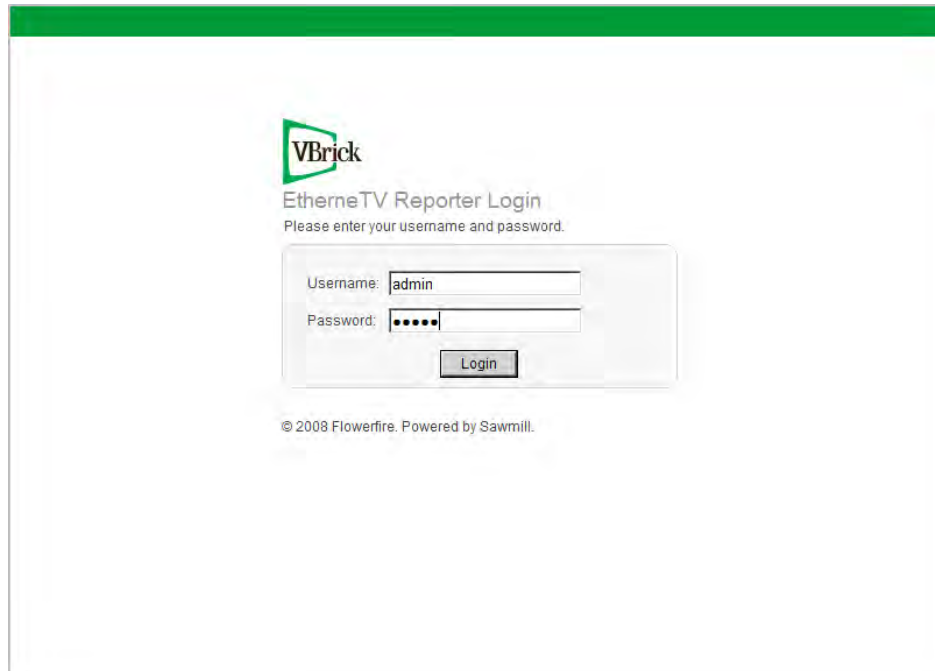 VBrick
EtherneTV Reporter Login
Please enter your username and password.
Username: admin
Password: •••••
Login
© 2008 Flowerfire. Powered by Sawmill.